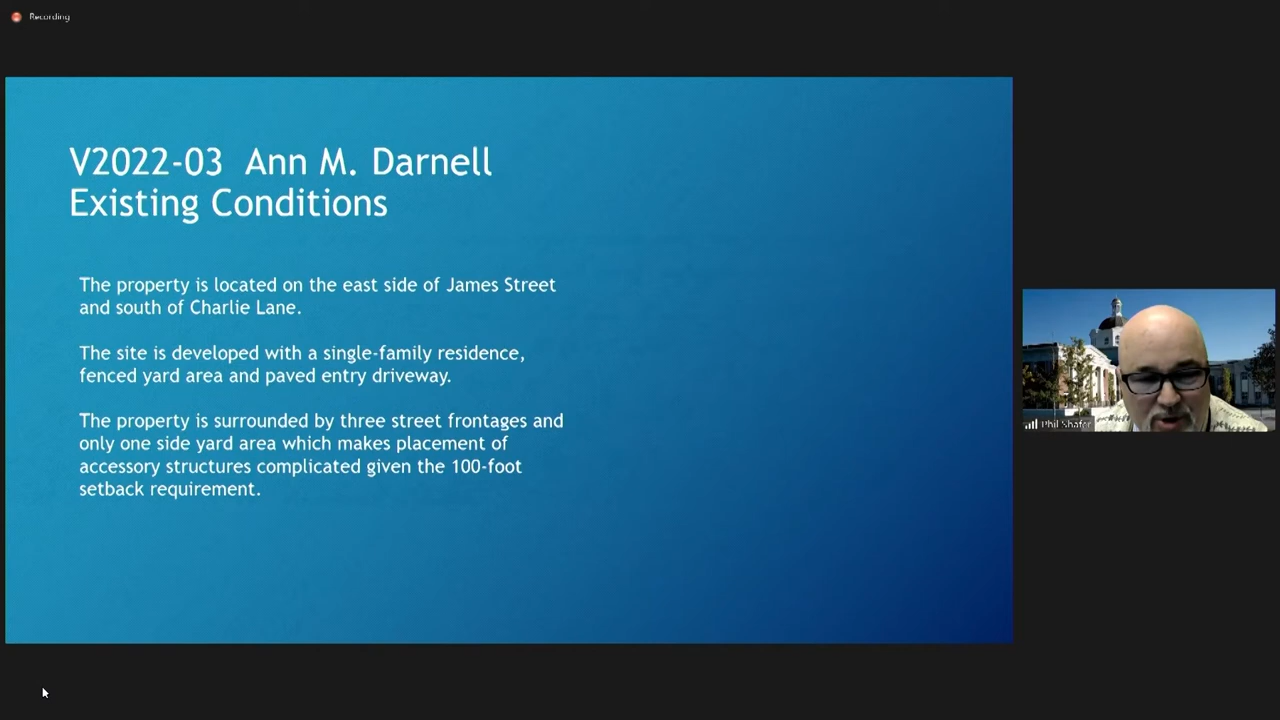 Recording
V2022-03 Ann M. Darnell
Existing Conditions
The property is located on the east side of James Street
and south of Charlie Lane.
The site is developed with a single-family residence,
fenced yard area and paved entry driveway.
The property is surrounded by three street frontages and
only one side yard area which makes placement of
accessory structures complicated given the 100-foot
setback requirement.
Phil Shafer